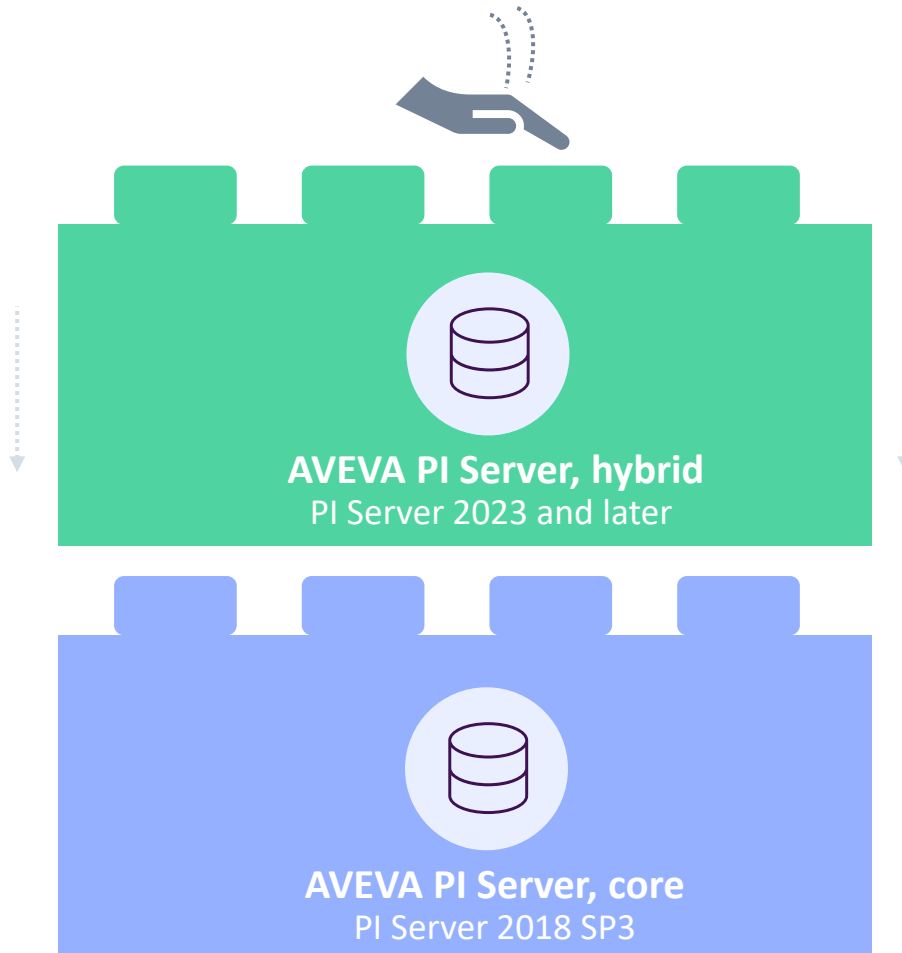 AVEVA PI Server, hybrid
PI Server 2023 and later
AVEVA PI Server, core
PI Server 2018 SP3